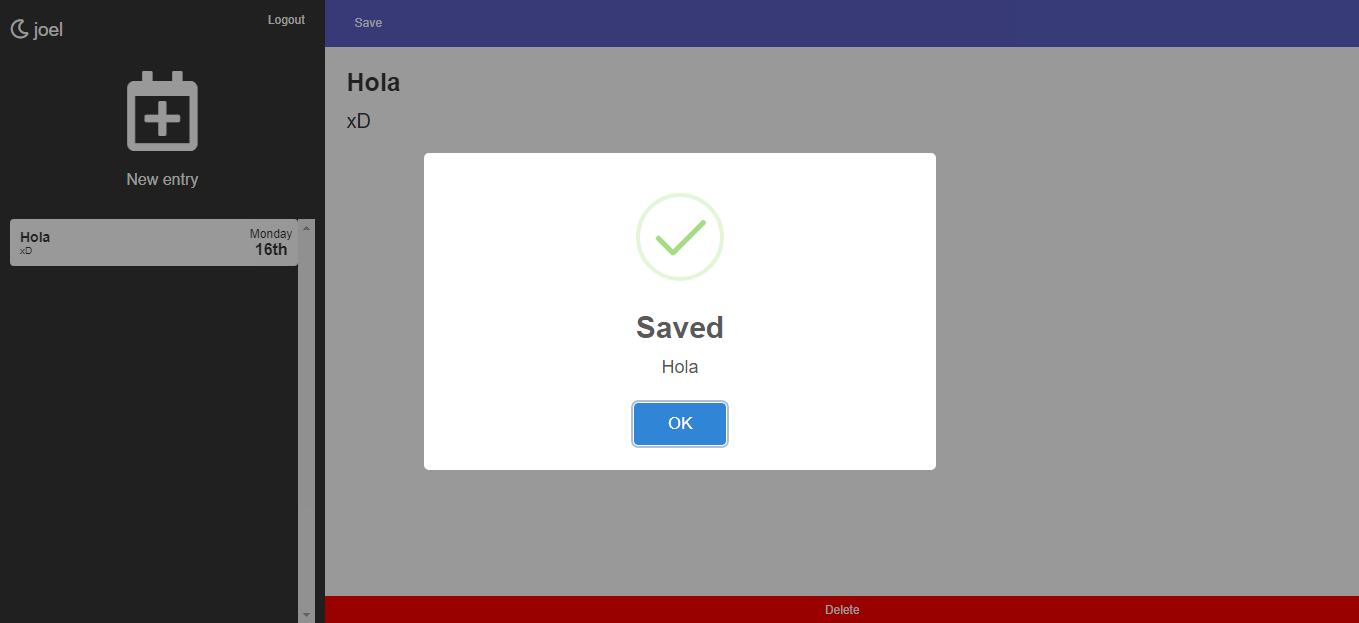 joel
Logout
New entry
Hola
xD
Monday
16th
Save
Hola
xD
Saved
Hola
OK
Delete